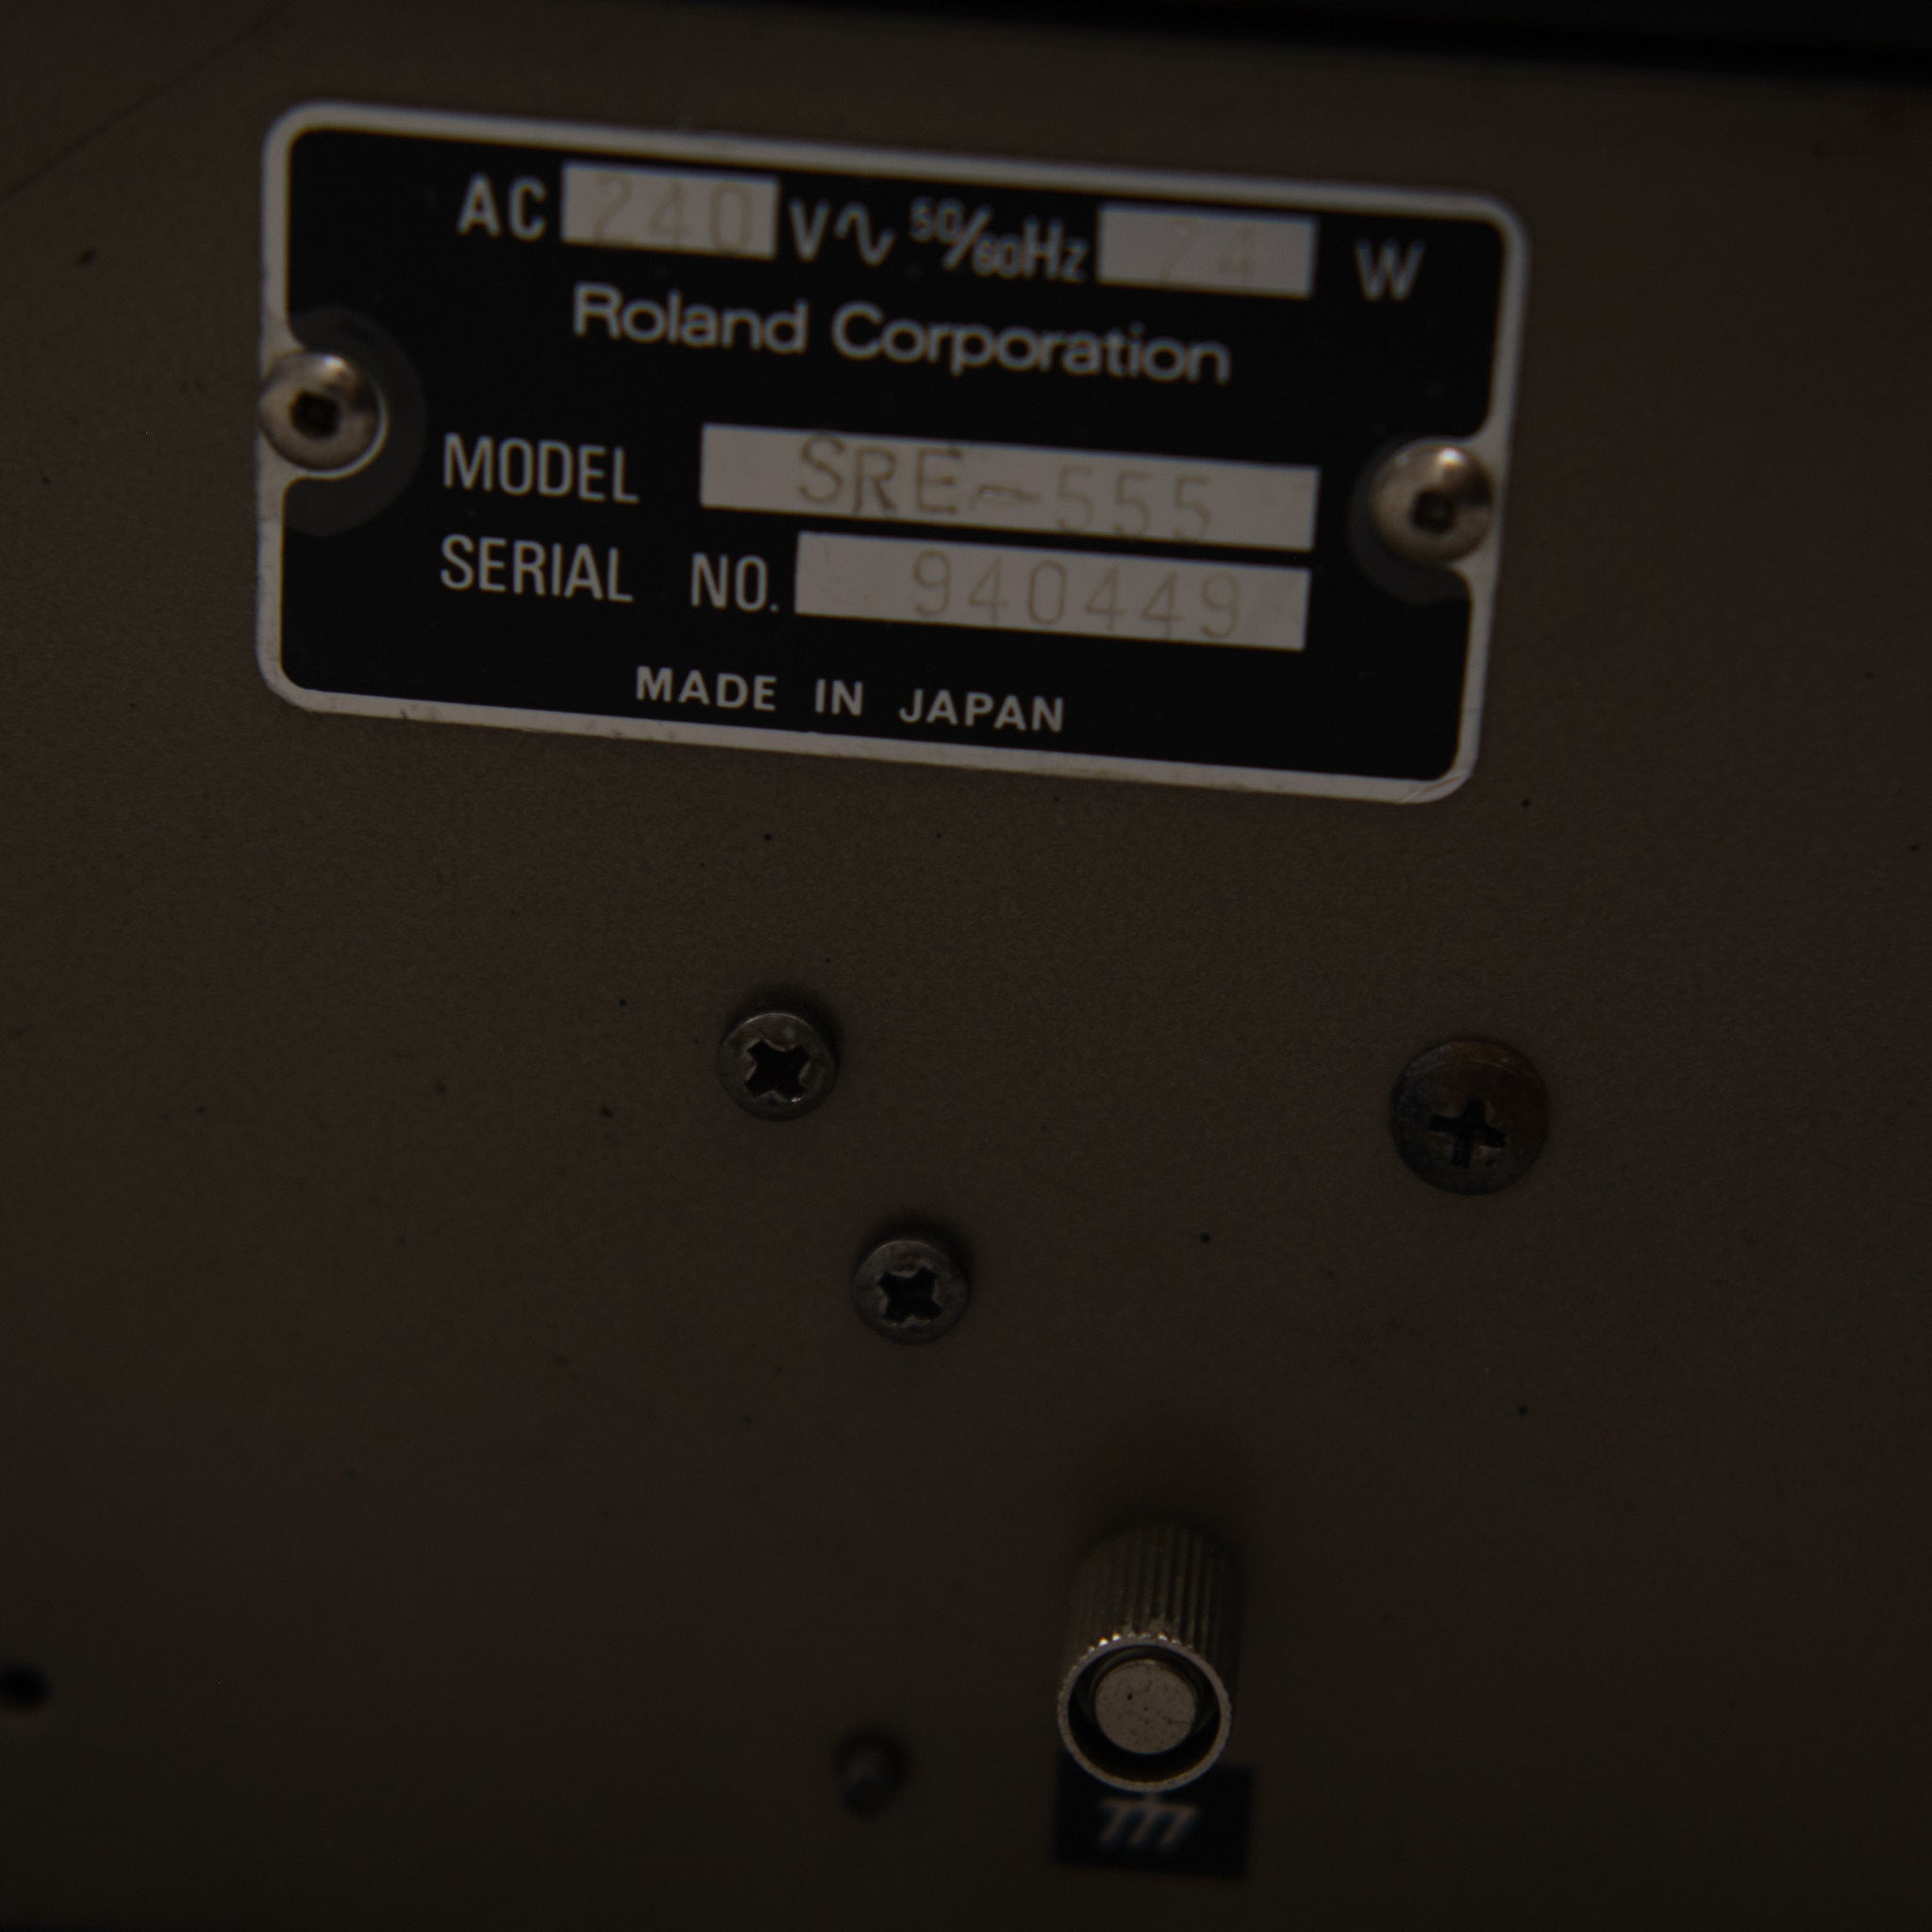 AC 240 V∿ 50/60Hz 24 W
Roland Corporation
MODEL SRE-555
SERIAL NO. 940449
MADE IN JAPAN